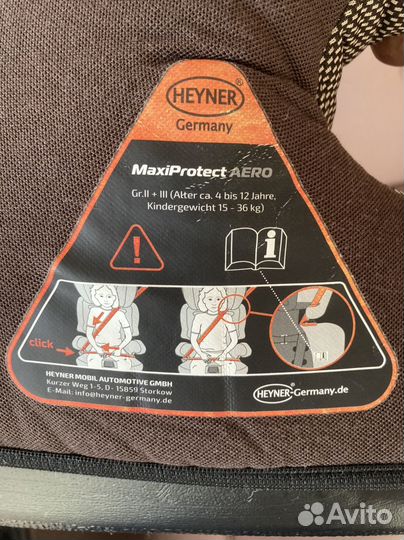 HEYNER®
Germany
MaxiProtect AERO
Gr.II + III (Alter ca. 4 bis 12 Jahre,
Kindergewicht 15 - 36 kg)
click
HEYNER MOBIL AUTOMOTIVE GMBH
Kurzer Weg 1-5, D - 15859 Storkow
E-Mail: info@heyner-germany.com
HEYNER-Germany.de
Avito